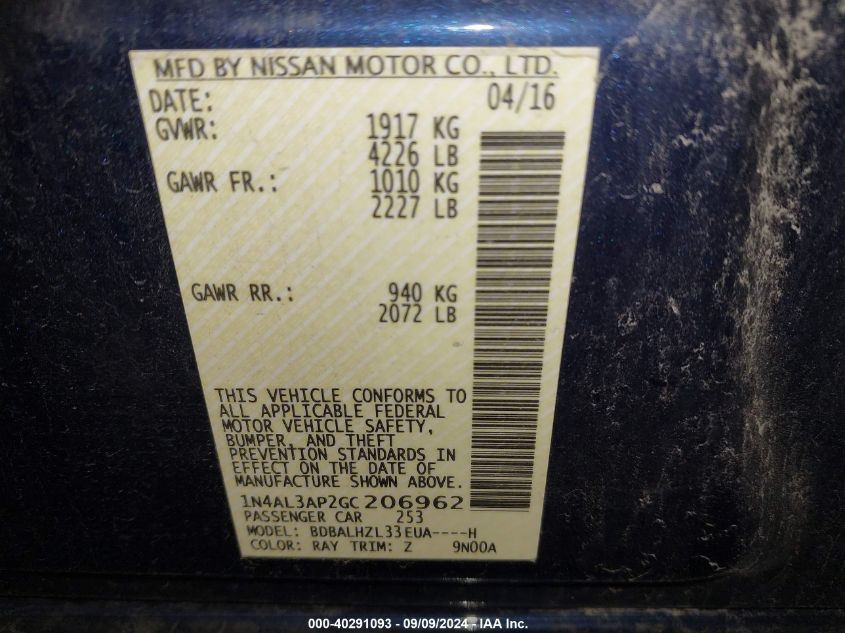 MFD BY NISSAN MOTOR CO., LTD.
DATE: 04/16
GVWR: 1917 KG
4226 LB
GAWR FR.: 1010 KG
2227 LB
GAWR RR.: 940 KG
2072 LB
THIS VEHICLE CONFORMS TO
ALL APPLICABLE FEDERAL
MOTOR VEHICLE SAFETY,
BUMPER, AND THEFT
PREVENTION STANDARDS IN
EFFECT ON THE DATE OF
MANUFACTURE SHOWN ABOVE.
1N4AL3AP2GC206962
PASSENGER CAR 253
MODEL: BDBALHZL33EUA----H
COLOR: RAY TRIM: Z 9N00A
000-40291093 - 09/09/2024 - IAA Inc.